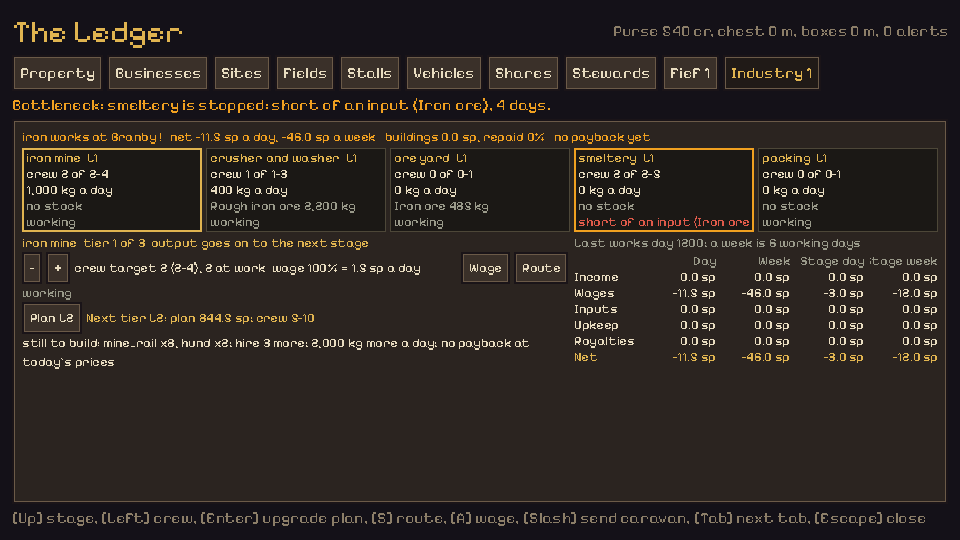 The Ledger
Purse 240 cr, chest 0 m, boxes 0 m, 0 alerts
Property Businesses Sites Fields Stalls Vehicles Shares Stewards Fief 1 Industry 1
Bottleneck: smeltery is stopped: short of an input (Iron ore), 4 days.
iron works at Granby! net -11.5 sp a day, -46.0 sp a week buildings 0.0 sp, repaid 0% no payback yet
iron mine L1
crew 2 of 2-4
1,000 kg a day
no stock
working
crusher and washer L1
crew 1 of 1-3
400 kg a day
Rough iron ore 2,200 kg
working
ore yard L1
crew 0 of 0-1
0 kg a day
Iron ore 425 kg
working
smeltery L1
crew 2 of 2-5
0 kg a day
no stock
short of an input (Iron ore
packing L1
crew 0 of 0-1
0 kg a day
no stock
working
iron mine tier 1 of 3 output goes on to the next stage
- + crew target 2 (2-4), 2 at work wage 100% = 1.5 sp a day Wage Route
working
Plan L2 Next tier L2: plan 244.5 sp; crew 5-10
still to build: mine_rail x8, hund x2; hire 3 more; 2,000 kg more a day; no payback at
today's prices
Last works day 1200; a week is 6 working days
Day Week Stage day Stage week
Income 0.0 sp 0.0 sp 0.0 sp 0.0 sp
Wages -11.5 sp -46.0 sp -3.0 sp -12.0 sp
Inputs 0.0 sp 0.0 sp 0.0 sp 0.0 sp
Upkeep 0.0 sp 0.0 sp 0.0 sp 0.0 sp
Royalties 0.0 sp 0.0 sp 0.0 sp 0.0 sp
Net -11.5 sp -46.0 sp -3.0 sp -12.0 sp
[Up] stage, [Left] crew, [Enter] upgrade plan, [S] route, [A] wage, [Slash] send caravan, [Tab] next tab, [Escape] close